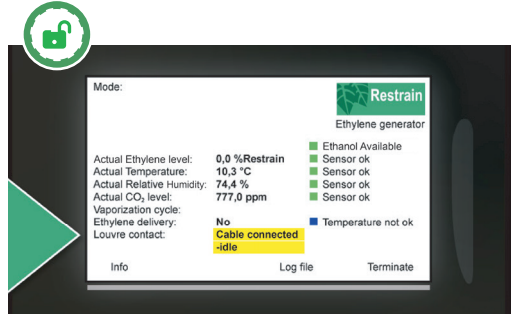 Mode:
Restrain
Ethylene generator
Ethanol Available
Actual Ethylene level: 0,0 %Restrain Sensor ok
Actual Temperature: 10,3 °C Sensor ok
Actual Relative Humidity: 74,4 % Sensor ok
Actual CO₂ level: 777,0 ppm Sensor ok
Vaporization cycle:
Ethylene delivery: No Temperature not ok
Louvre contact: Cable connected
-idle
Info Log file Terminate